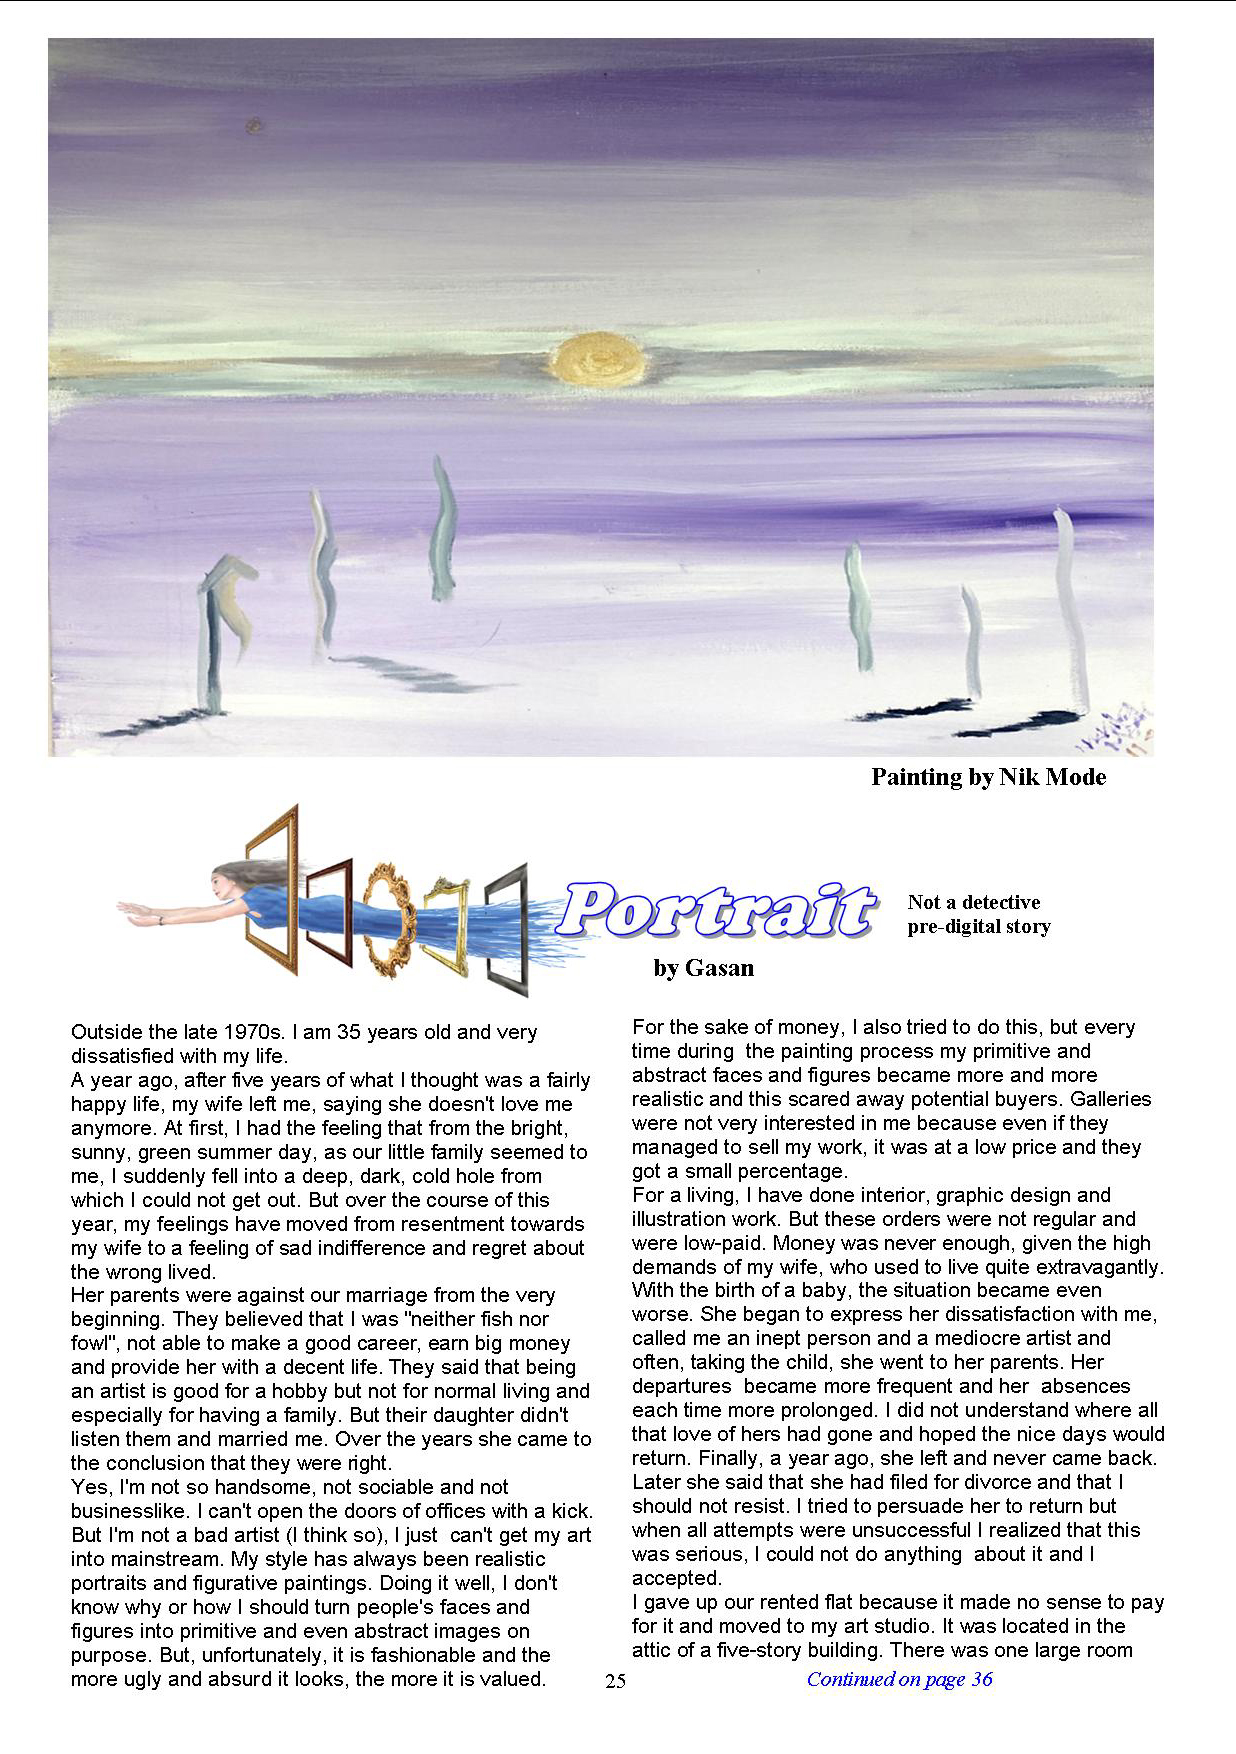 Painting by Nik Mode
Portrait
Not a detective
pre-digital story
by Gasan
Outside the late 1970s. I am 35 years old and very
dissatisfied with my life.
A year ago, after five years of what I thought was a fairly
happy life, my wife left me, saying she doesn't love me
anymore. At first, I had the feeling that from the bright,
sunny, green summer day, as our little family seemed to
me, I suddenly fell into a deep, dark, cold hole from
which I could not get out. But over the course of this
year, my feelings have moved from resentment towards
my wife to a feeling of sad indifference and regret about
the wrong lived.
Her parents were against our marriage from the very
beginning. They believed that I was "neither fish nor
fowl", not able to make a good career, earn big money
and provide her with a decent life. They said that being
an artist is good for a hobby but not for normal living and
especially for having a family. But their daughter didn't
listen them and married me. Over the years she came to
the conclusion that they were right.
Yes, I'm not so handsome, not sociable and not
businesslike. I can't open the doors of offices with a kick.
But I'm not a bad artist (I think so), I just can't get my art
into mainstream. My style has always been realistic
portraits and figurative paintings. Doing it well, I don't
know why or how I should turn people's faces and
figures into primitive and even abstract images on
purpose. But, unfortunately, it is fashionable and the
more ugly and absurd it looks, the more it is valued.
For the sake of money, I also tried to do this, but every
time during the painting process my primitive and
abstract faces and figures became more and more
realistic and this scared away potential buyers. Galleries
were not very interested in me because even if they
managed to sell my work, it was at a low price and they
got a small percentage.
For a living, I have done interior, graphic design and
illustration work. But these orders were not regular and
were low-paid. Money was never enough, given the high
demands of my wife, who used to live quite extravagantly.
With the birth of a baby, the situation became even
worse. She began to express her dissatisfaction with me,
called me an inept person and a mediocre artist and
often, taking the child, she went to her parents. Her
departures became more frequent and her absences
each time more prolonged. I did not understand where all
that love of hers had gone and hoped the nice days would
return. Finally, a year ago, she left and never came back.
Later she said that she had filed for divorce and that I
should not resist. I tried to persuade her to return but
when all attempts were unsuccessful I realized that this
was serious, I could not do anything about it and I
accepted.
I gave up our rented flat because it made no sense to pay
for it and moved to my art studio. It was located in the
attic of a five-story building. There was one large room
25
Continued on page 36